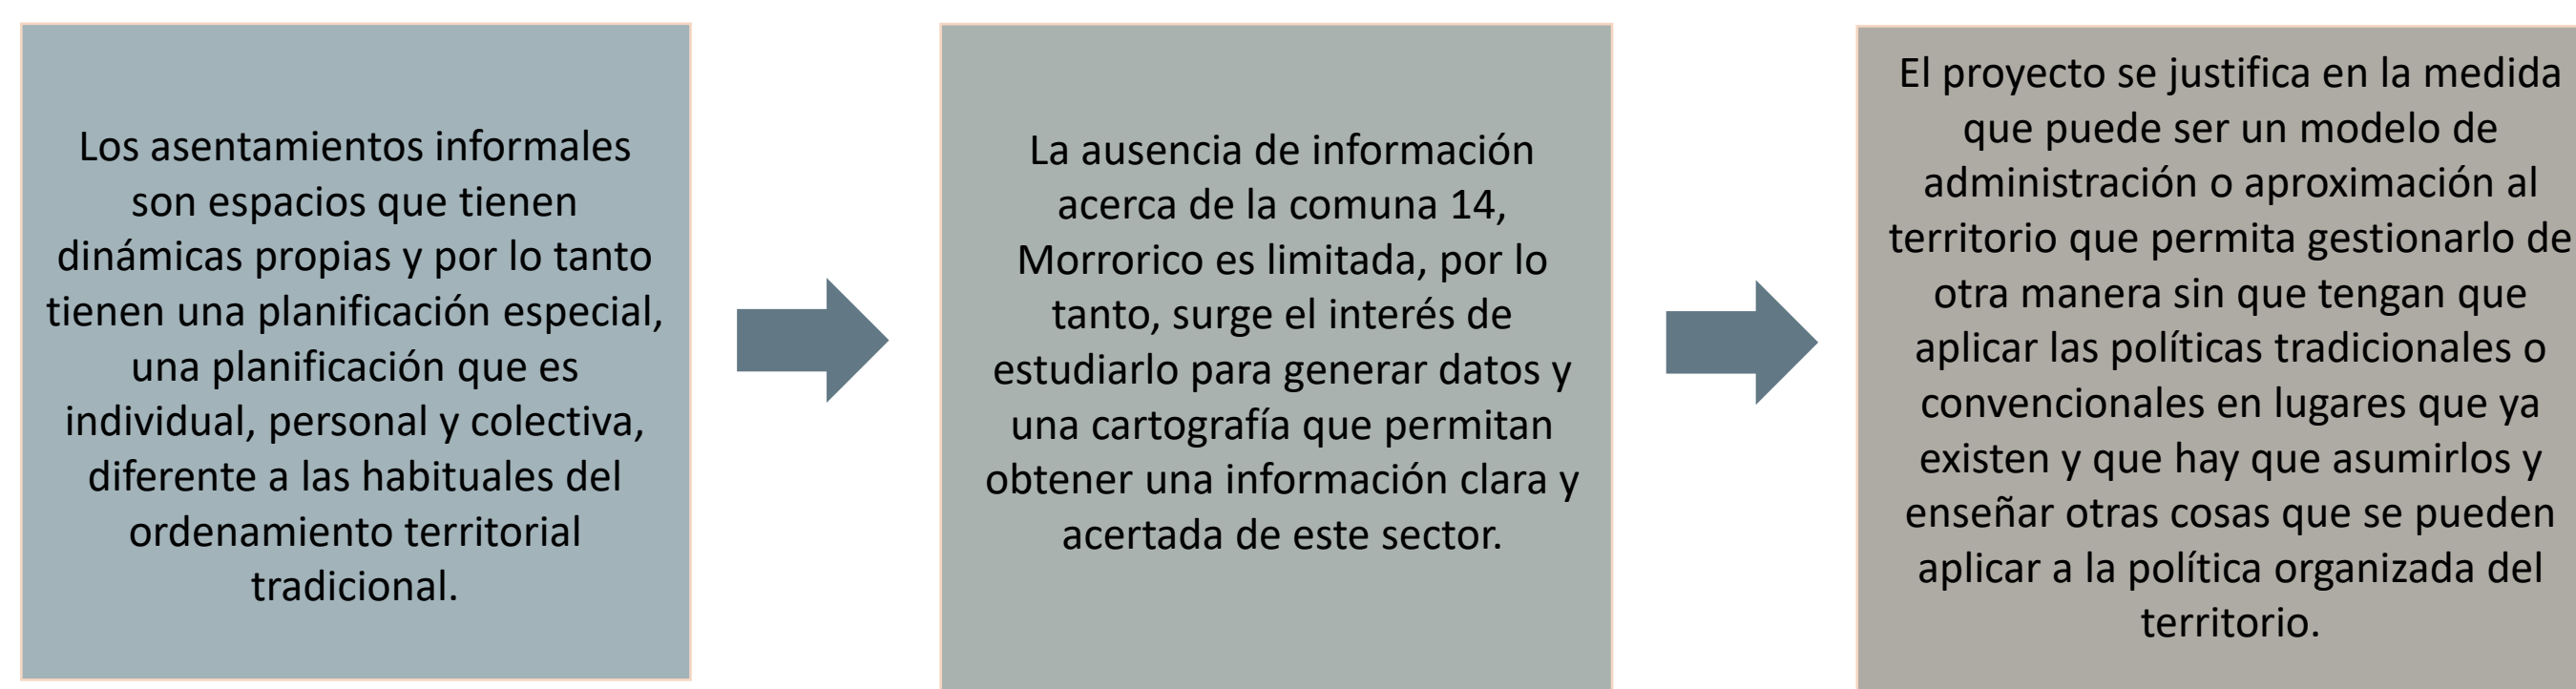 Los asentamientos informales
son espacios que tienen
dinámicas propias y por lo tanto
tienen una planificación especial,
una planificación que es
individual, personal y colectiva,
diferente a las habituales del
ordenamiento territorial
tradicional.
La ausencia de información
acerca de la comuna 14,
Morrorico es limitada, por lo
tanto, surge el interés de
estudiarlo para generar datos y
una cartografía que permitan
obtener una información clara y
acertada de este sector.
El proyecto se justifica en la medida
que puede ser un modelo de
administración o aproximación al
territorio que permita gestionarlo de
otra manera sin que tengan que
aplicar las políticas tradicionales o
convencionales en lugares que ya
existen y que hay que asumirlos y
enseñar otras cosas que se pueden
aplicar a la política organizada del
territorio.